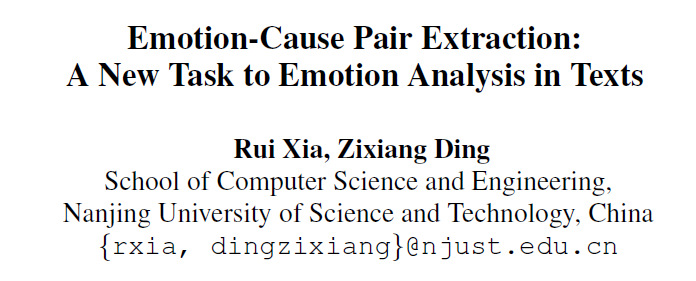 Emotion-Cause Pair Extraction:
A New Task to Emotion Analysis in Texts
Rui Xia, Zixiang Ding
School of Computer Science and Engineering,
Nanjing University of Science and Technology, China
{rxia, dingzixiang}@njust.edu.cn